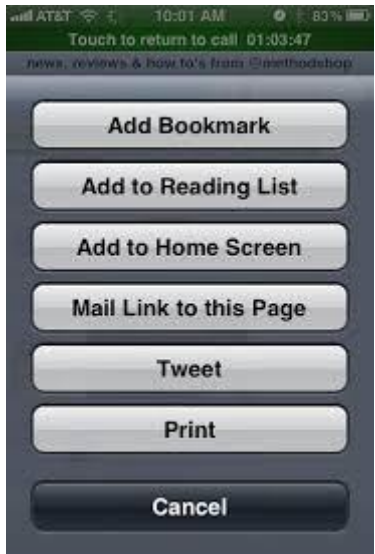 AT&T 10:01 AM 83%
Touch to return to call 01:03:47
news, reviews & how to's from @methodshop
Add Bookmark
Add to Reading List
Add to Home Screen
Mail Link to this Page
Tweet
Print
Cancel